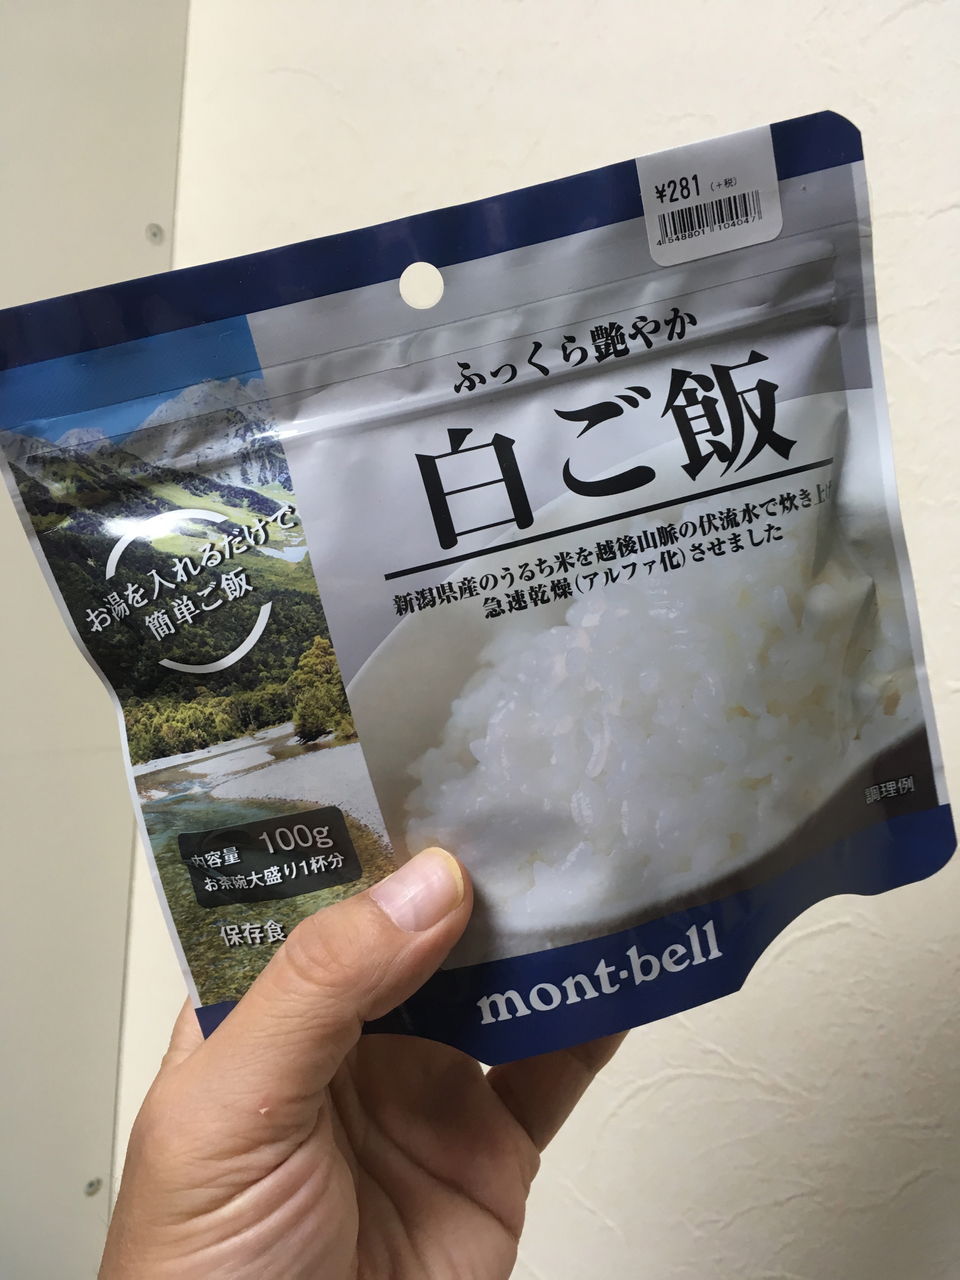 ¥281 (+税)
4 548801 104047
ふっくら艶やか
白ご飯
新潟県産のうるち米を越後山脈の伏流水で炊き上げ
急速乾燥(アルファ化)させました
お湯を入れるだけで
簡単ご飯
調理例
内容量 100g
お茶碗大盛り1杯分
保存食
mont·bell